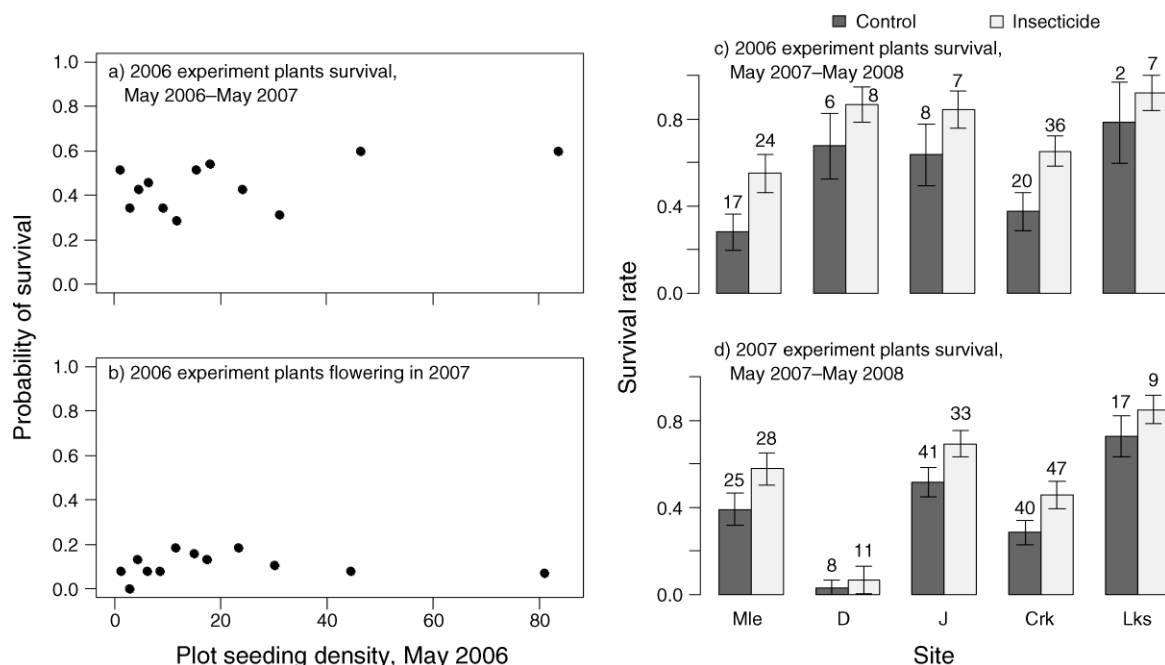 Control Insecticide
a) 2006 experiment plants survival,
May 2006–May 2007
1.0
0.8
0.6
0.4
0.2
0.0
b) 2006 experiment plants flowering in 2007
1.0
0.8
0.6
0.4
0.2
0.0
0 20 40 60 80
Plot seeding density, May 2006
Probability of survival
c) 2006 experiment plants survival,
May 2007–May 2008
0.8
0.4
0.0
17 24 6 8 8 7 20 36 2 7
d) 2007 experiment plants survival,
May 2007–May 2008
0.8
0.4
0.0
25 28 8 11 41 33 40 47 17 9
Mle D J Crk Lks
Site
Survival rate